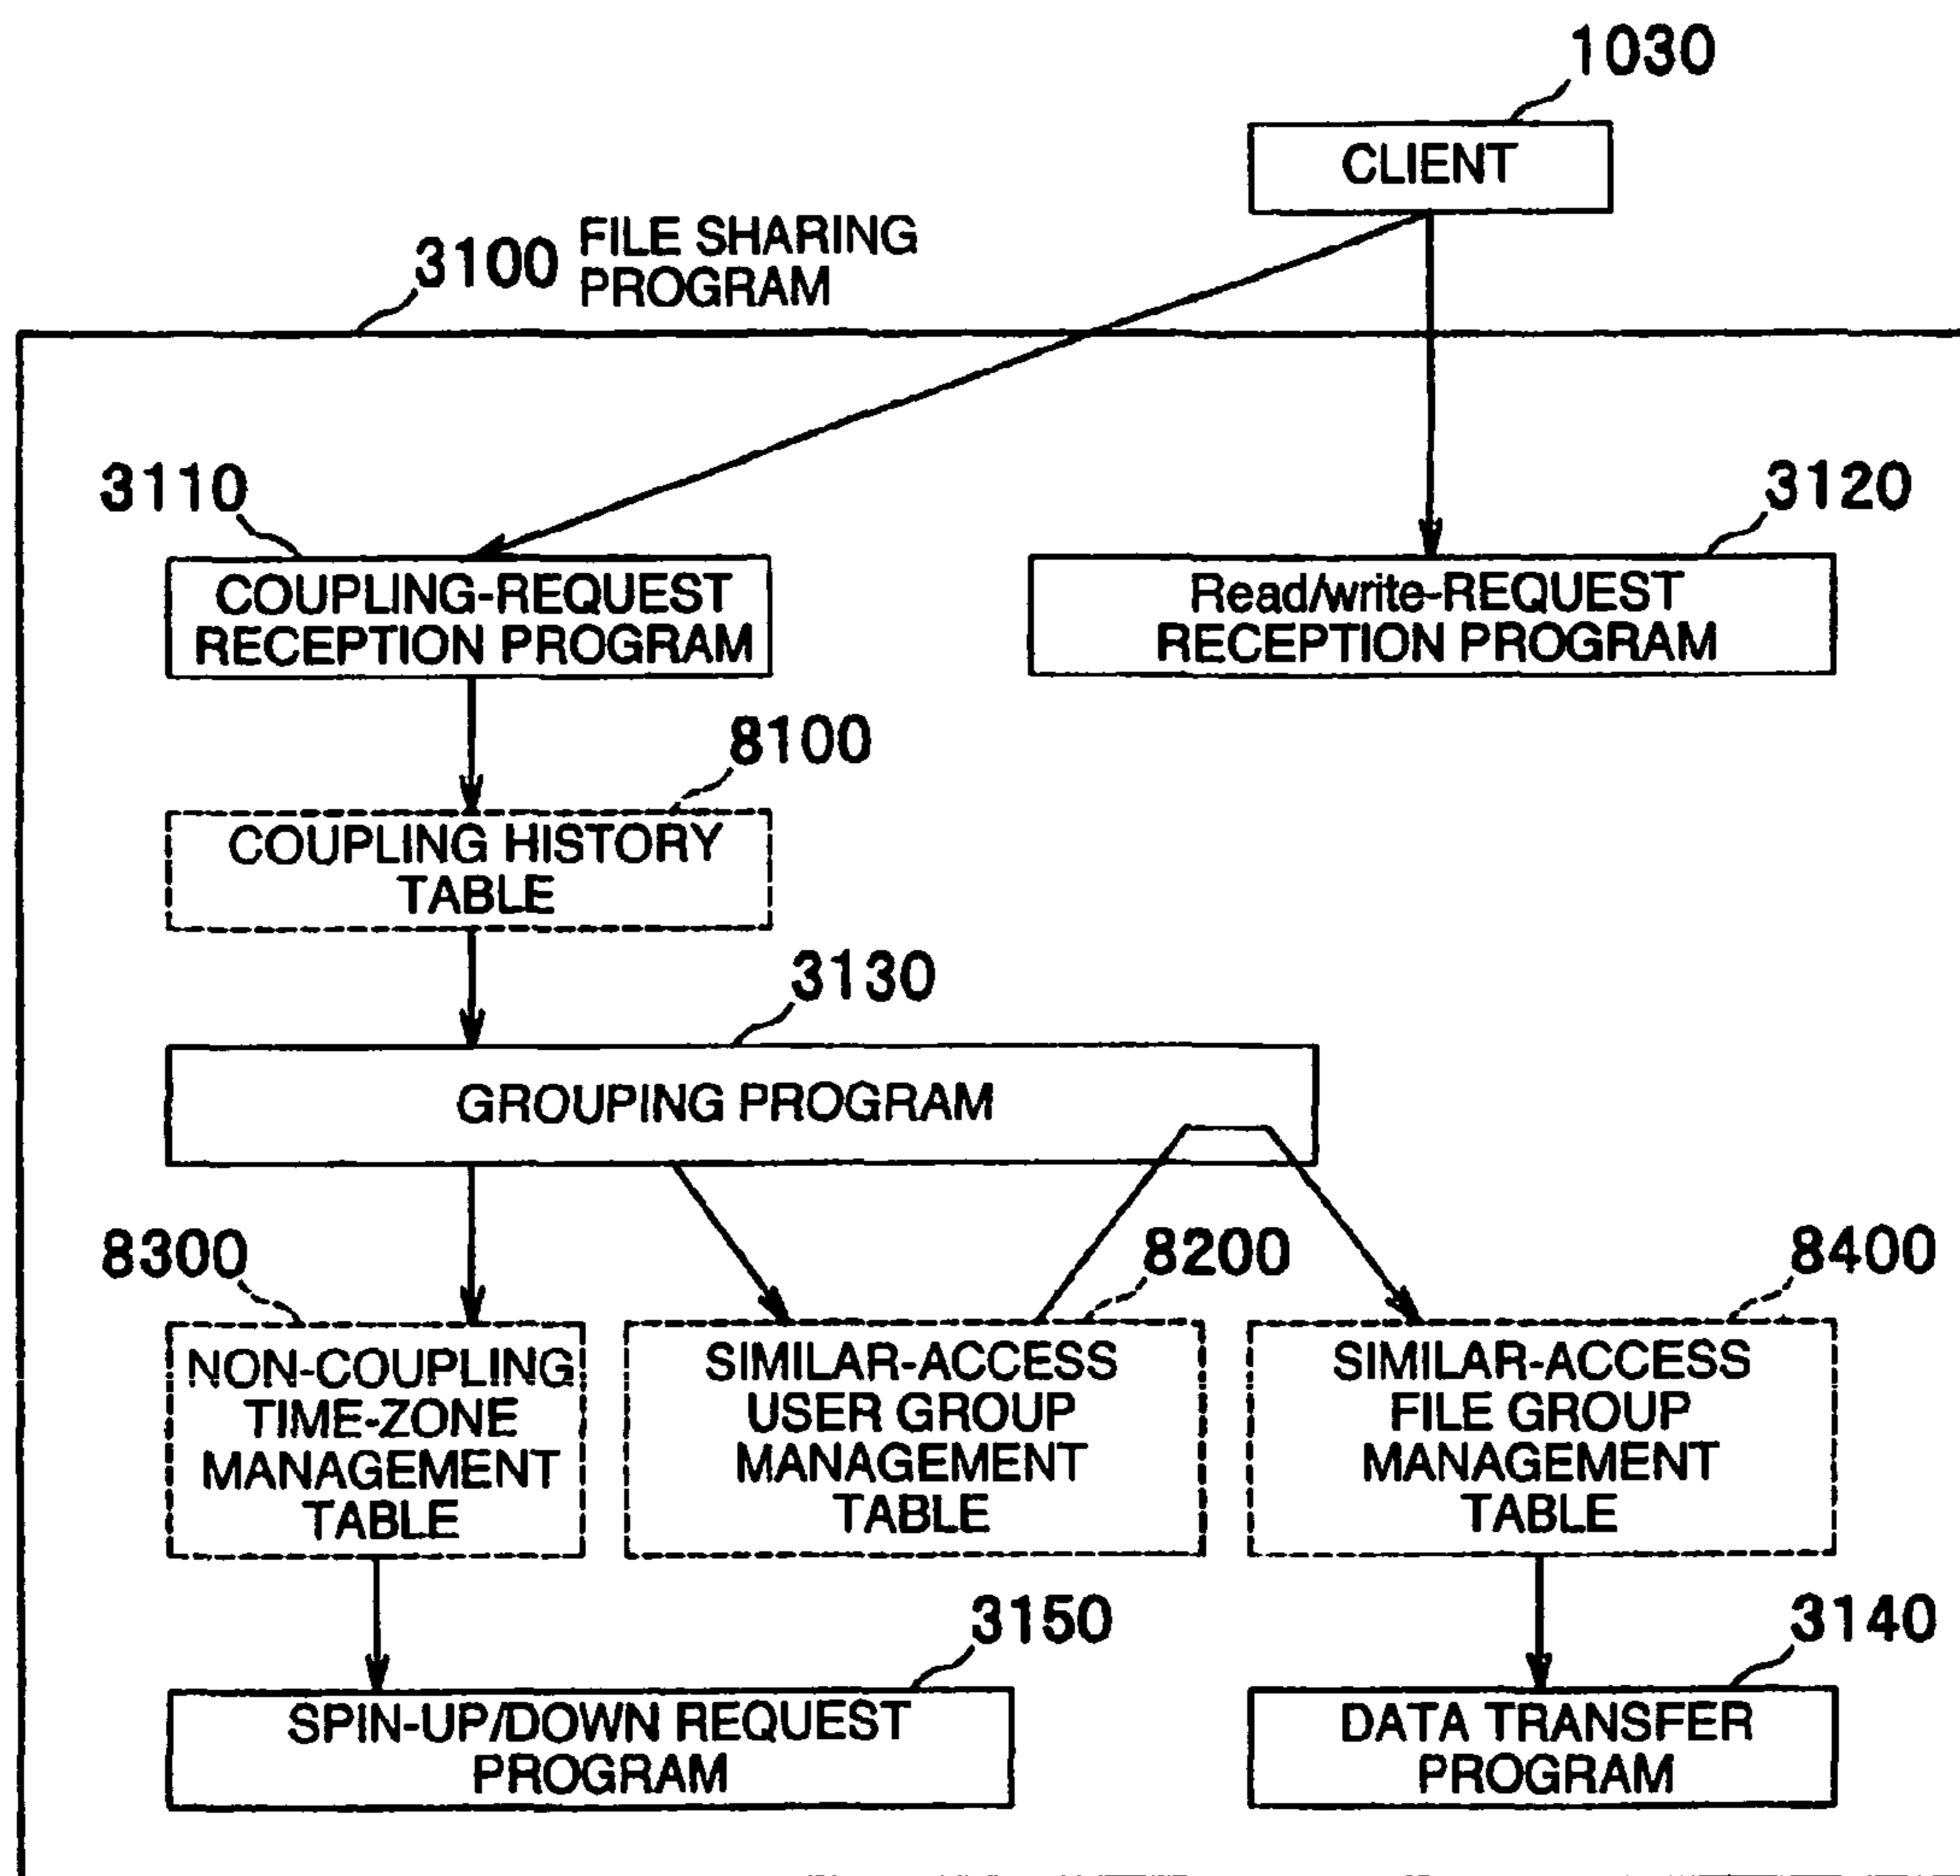 1030
CLIENT
3100
FILE SHARING
PROGRAM
3110
COUPLING-REQUEST
RECEPTION PROGRAM
3120
Read/write-REQUEST
RECEPTION PROGRAM
8100
COUPLING HISTORY
TABLE
3130
GROUPING PROGRAM
8300
NON-COUPLING
TIME-ZONE
MANAGEMENT
TABLE
8200
SIMILAR-ACCESS
USER GROUP
MANAGEMENT
TABLE
8400
SIMILAR-ACCESS
FILE GROUP
MANAGEMENT
TABLE
3150
SPIN-UP/DOWN REQUEST
PROGRAM
3140
DATA TRANSFER
PROGRAM